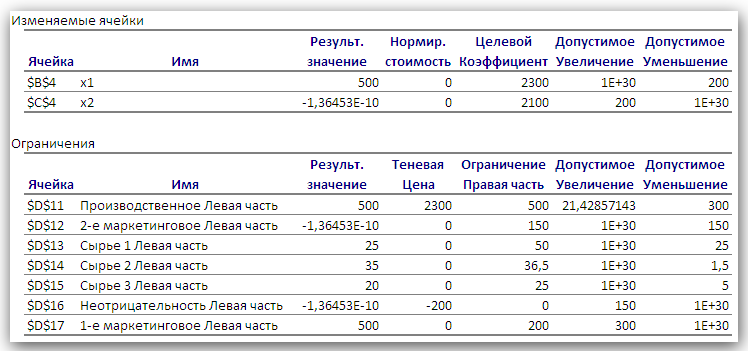 Изменяемые ячейки
Результ. Нормир. Целевой Допустимое Допустимое
Ячейка Имя значение стоимость Коэффициент Увеличение Уменьшение
$B$4 x1 500 0 2300 1E+30 200
$C$4 x2 -1,36453E-10 0 2100 200 1E+30
Ограничения
Результ. Теневая Ограничение Допустимое Допустимое
Ячейка Имя значение Цена Правая часть Увеличение Уменьшение
$D$11 Производственное Левая часть 500 2300 500 21,42857143 300
$D$12 2-е маркетинговое Левая часть -1,36453E-10 0 150 1E+30 150
$D$13 Сырье 1 Левая часть 25 0 50 1E+30 25
$D$14 Сырье 2 Левая часть 35 0 36,5 1E+30 1,5
$D$15 Сырье 3 Левая часть 20 0 25 1E+30 5
$D$16 Неотрицательность Левая часть -1,36453E-10 -200 0 150 1E+30
$D$17 1-е маркетинговое Левая часть 500 0 200 300 1E+30